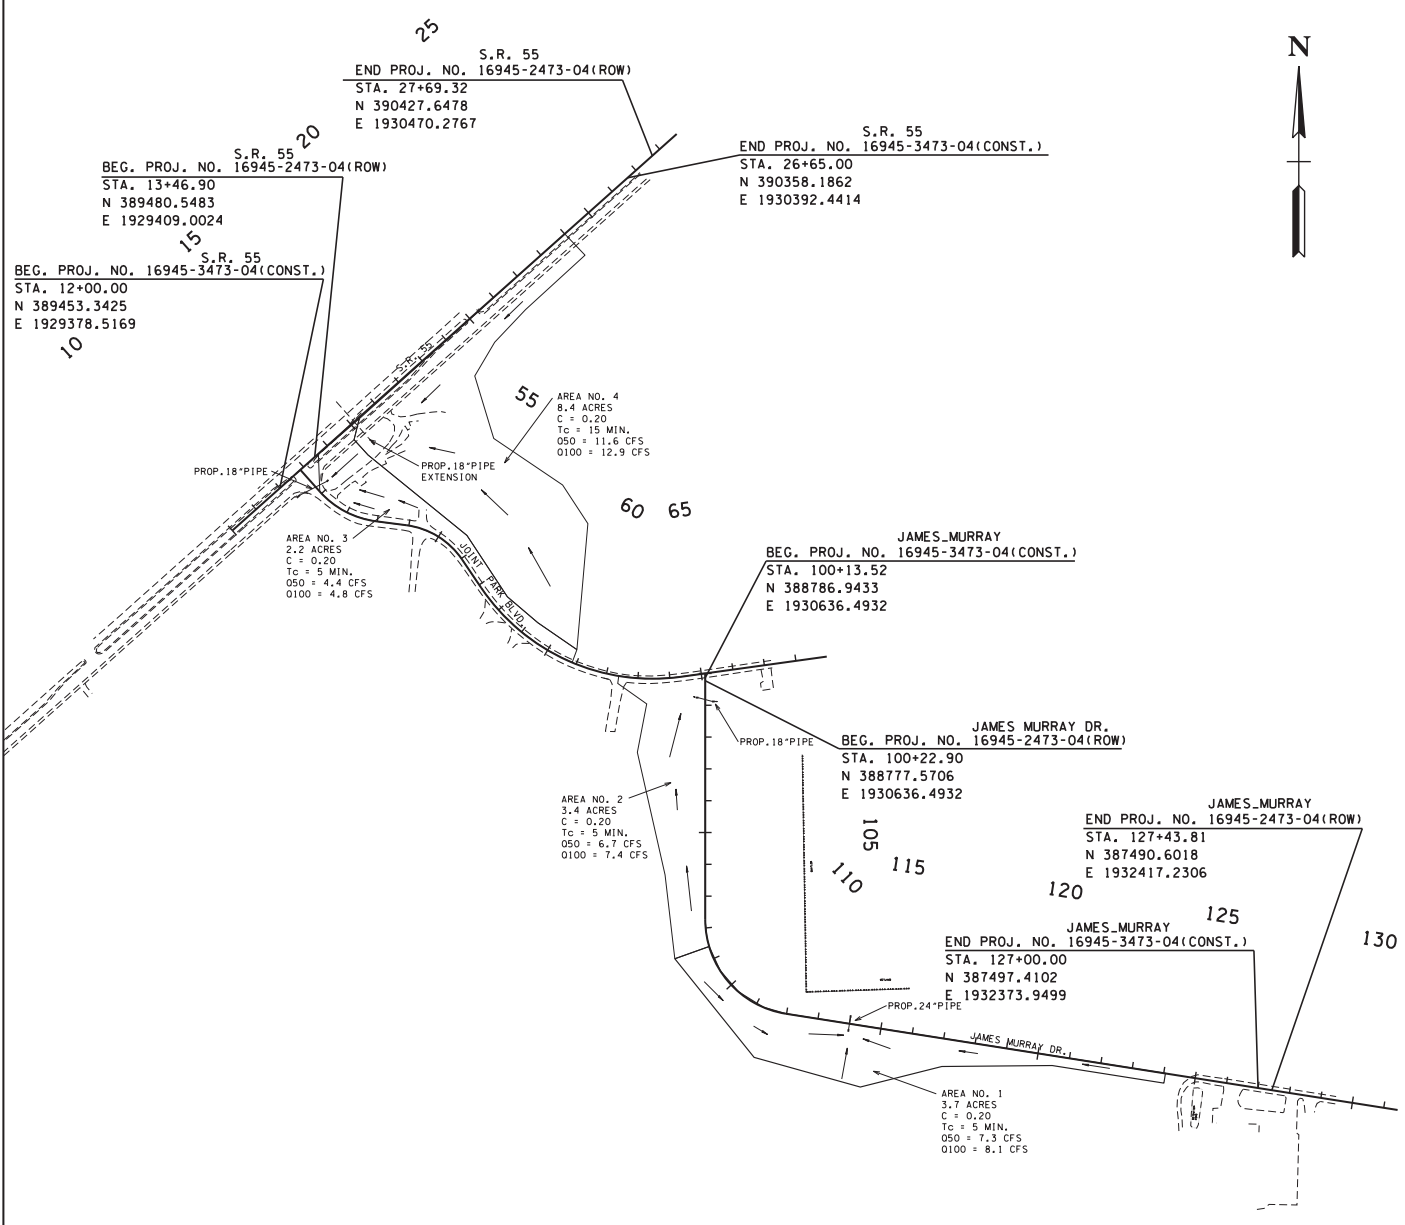 25
N
S.R. 55
END PROJ. NO. 16945-2473-04(ROW)
STA. 27+69.32
N 390427.6478
E 1930470.2767
20
S.R. 55
END PROJ. NO. 16945-3473-04(CONST.)
STA. 26+65.00
N 390358.1862
E 1930392.4414
S.R. 55
BEG. PROJ. NO. 16945-2473-04(ROW)
STA. 13+46.90
N 389480.5483
E 1929409.0024
15
S.R. 55
BEG. PROJ. NO. 16945-3473-04(CONST.)
STA. 12+00.00
N 389453.3425
E 1929378.5169
10
S.R. 55
55
AREA NO. 4
8.4 ACRES
C = 0.20
Tc = 15 MIN.
Q50 = 11.6 CFS
Q100 = 12.9 CFS
PROP.18"PIPE
PROP.18"PIPE
EXTENSION
60
65
AREA NO. 3
2.2 ACRES
C = 0.20
Tc = 5 MIN.
Q50 = 4.4 CFS
Q100 = 4.8 CFS
JOINT PARK BLVD.
JAMES_MURRAY
BEG. PROJ. NO. 16945-3473-04(CONST.)
STA. 100+13.52
N 388786.9433
E 1930636.4932
PROP.18"PIPE
JAMES MURRAY DR.
BEG. PROJ. NO. 16945-2473-04(ROW)
STA. 100+22.90
N 388777.5706
E 1930636.4932
AREA NO. 2
3.4 ACRES
C = 0.20
Tc = 5 MIN.
Q50 = 6.7 CFS
Q100 = 7.4 CFS
105
110
115
120
125
130
JAMES_MURRAY
END PROJ. NO. 16945-2473-04(ROW)
STA. 127+43.81
N 387490.6018
E 1932417.2306
JAMES_MURRAY
END PROJ. NO. 16945-3473-04(CONST.)
STA. 127+00.00
N 387497.4102
E 1932373.9499
PROP.24"PIPE
JAMES MURRAY DR.
AREA NO. 1
3.7 ACRES
C = 0.20
Tc = 5 MIN.
Q50 = 7.3 CFS
Q100 = 8.1 CFS